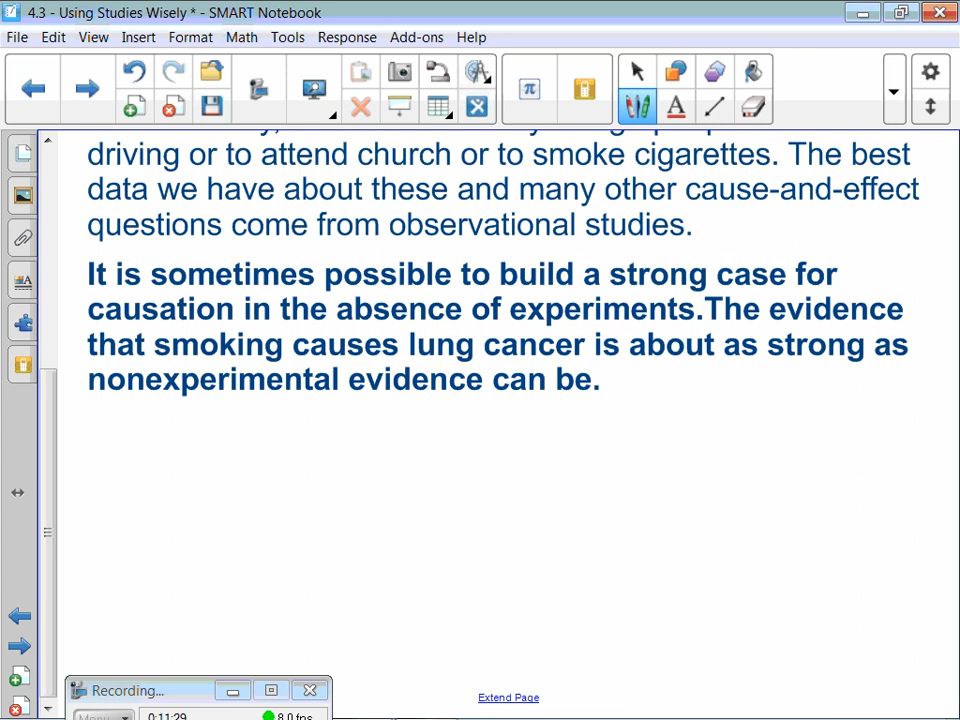 4.3 - Using Studies Wisely * - SMART Notebook
File Edit View Insert Format Math Tools Response Add-ons Help
driving or to attend church or to smoke cigarettes. The best
data we have about these and many other cause-and-effect
questions come from observational studies.
It is sometimes possible to build a strong case for
causation in the absence of experiments.The evidence
that smoking causes lung cancer is about as strong as
nonexperimental evidence can be.
Extend Page
Recording...
Menu 0:11:29 8.0 fps